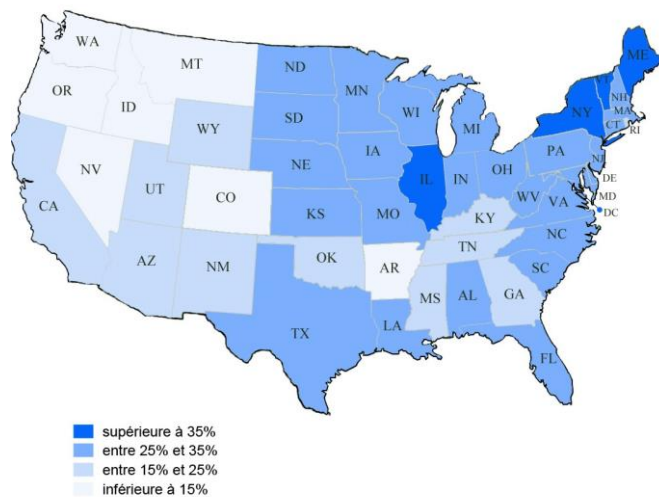 WA
MT
ND
MN
ME
OR
ID
SD
WI
MI
VT
NH
NY
MA
CT
RI
WY
NE
IA
PA
NJ
NV
UT
CO
IL
IN
OH
DE
CA
KS
MO
WV
VA
MD
DC
KY
AZ
NM
OK
AR
TN
NC
SC
TX
LA
MS
AL
GA
FL
supérieure à 35%
entre 25% et 35%
entre 15% et 25%
inférieure à 15%